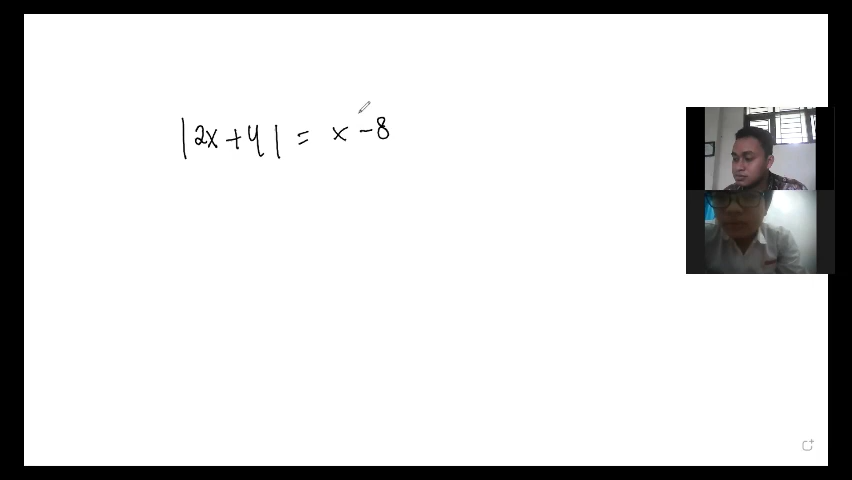 |2x+4| = x-8